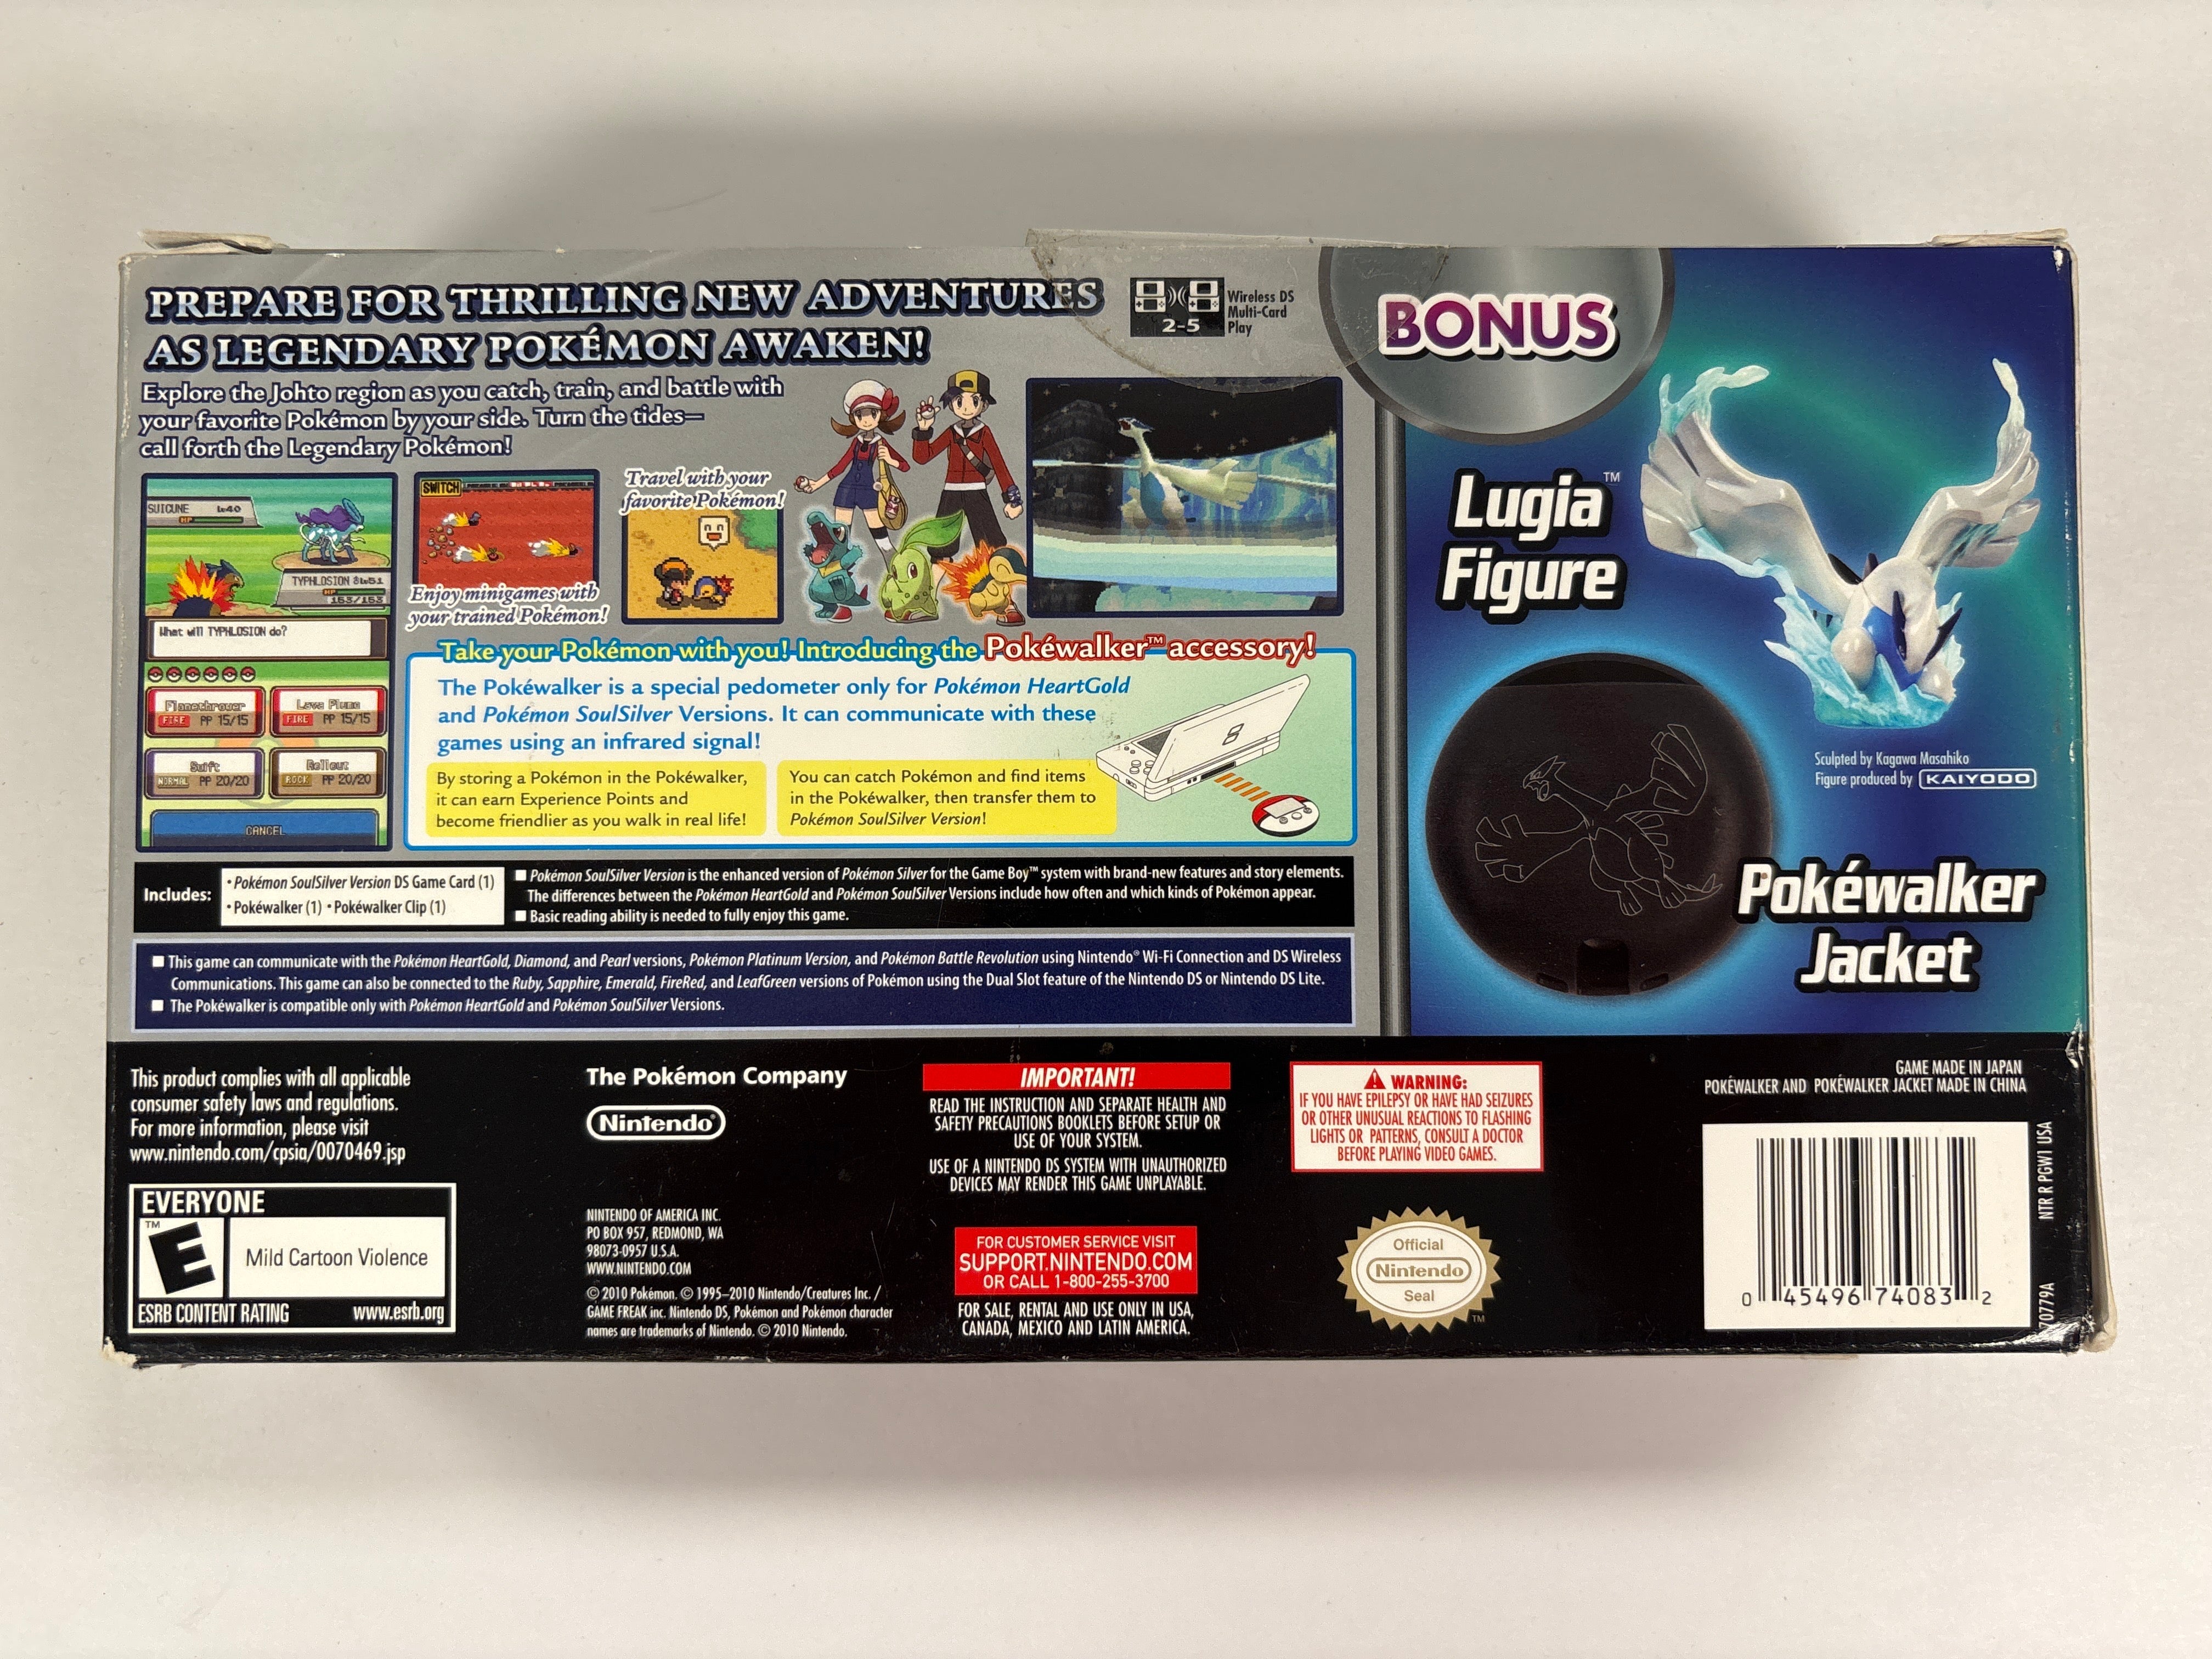 PREPARE FOR THRILLING NEW ADVENTURES
AS LEGENDARY POKÉMON AWAKEN!
Explore the Johto region as you catch, train, and battle with
your favorite Pokémon by your side. Turn the tides—
call forth the Legendary Pokémon!
2-5
Wireless DS
Multi-Card
Play
SUICUNE Lv40
HP
TYPHLOSION ♂Lv51
HP
153/153
What will TYPHLOSION do?
Flamethrower
FIRE PP 15/15
Lava Plume
FIRE PP 15/15
Swift
NORMAL PP 20/20
Rollout
ROCK PP 20/20
CANCEL
SWITCH
Enjoy minigames with
your trained Pokémon!
Travel with your
favorite Pokémon!
Take your Pokémon with you! Introducing the Pokéwalker™ accessory!
The Pokéwalker is a special pedometer only for Pokémon HeartGold
and Pokémon SoulSilver Versions. It can communicate with these
games using an infrared signal!
By storing a Pokémon in the Pokéwalker,
it can earn Experience Points and
become friendlier as you walk in real life!
You can catch Pokémon and find items
in the Pokéwalker, then transfer them to
Pokémon SoulSilver Version!
Includes:
• Pokémon SoulSilver Version DS Game Card (1)
• Pokéwalker (1) • Pokéwalker Clip (1)
■ Pokémon SoulSilver Version is the enhanced version of Pokémon Silver for the Game Boy™ system with brand-new features and story elements.
The differences between the Pokémon HeartGold and Pokémon SoulSilver Versions include how often and which kinds of Pokémon appear.
■ Basic reading ability is needed to fully enjoy this game.
■ This game can communicate with the Pokémon HeartGold, Diamond, and Pearl versions, Pokémon Platinum Version, and Pokémon Battle Revolution using Nintendo® Wi-Fi Connection and DS Wireless
Communications. This game can also be connected to the Ruby, Sapphire, Emerald, FireRed, and LeafGreen versions of Pokémon using the Dual Slot feature of the Nintendo DS or Nintendo DS Lite.
■ The Pokéwalker is compatible only with Pokémon HeartGold and Pokémon SoulSilver Versions.
BONUS
Lugia™
Figure
Sculpted by Kagawa Masahiko
Figure produced by KAIYODO
Pokéwalker
Jacket
This product complies with all applicable
consumer safety laws and regulations.
For more information, please visit
www.nintendo.com/cpsia/0070469.jsp
EVERYONE
™
E
Mild Cartoon Violence
ESRB CONTENT RATING www.esrb.org
The Pokémon Company
Nintendo®
NINTENDO OF AMERICA INC.
PO BOX 957, REDMOND, WA
98073-0957 U.S.A.
WWW.NINTENDO.COM
© 2010 Pokémon. © 1995–2010 Nintendo/Creatures Inc. /
GAME FREAK inc. Nintendo DS, Pokémon and Pokémon character
names are trademarks of Nintendo. © 2010 Nintendo.
IMPORTANT!
READ THE INSTRUCTION AND SEPARATE HEALTH AND
SAFETY PRECAUTIONS BOOKLETS BEFORE SETUP OR
USE OF YOUR SYSTEM.
USE OF A NINTENDO DS SYSTEM WITH UNAUTHORIZED
DEVICES MAY RENDER THIS GAME UNPLAYABLE.
FOR CUSTOMER SERVICE VISIT
SUPPORT.NINTENDO.COM
OR CALL 1-800-255-3700
FOR SALE, RENTAL AND USE ONLY IN USA,
CANADA, MEXICO AND LATIN AMERICA.
WARNING:
IF YOU HAVE EPILEPSY OR HAVE HAD SEIZURES
OR OTHER UNUSUAL REACTIONS TO FLASHING
LIGHTS OR PATTERNS, CONSULT A DOCTOR
BEFORE PLAYING VIDEO GAMES.
Official
Nintendo®
Seal
TM
GAME MADE IN JAPAN
POKÉWALKER AND POKÉWALKER JACKET MADE IN CHINA
0 45496 74083 2
70779A NTR R PGW1 USA